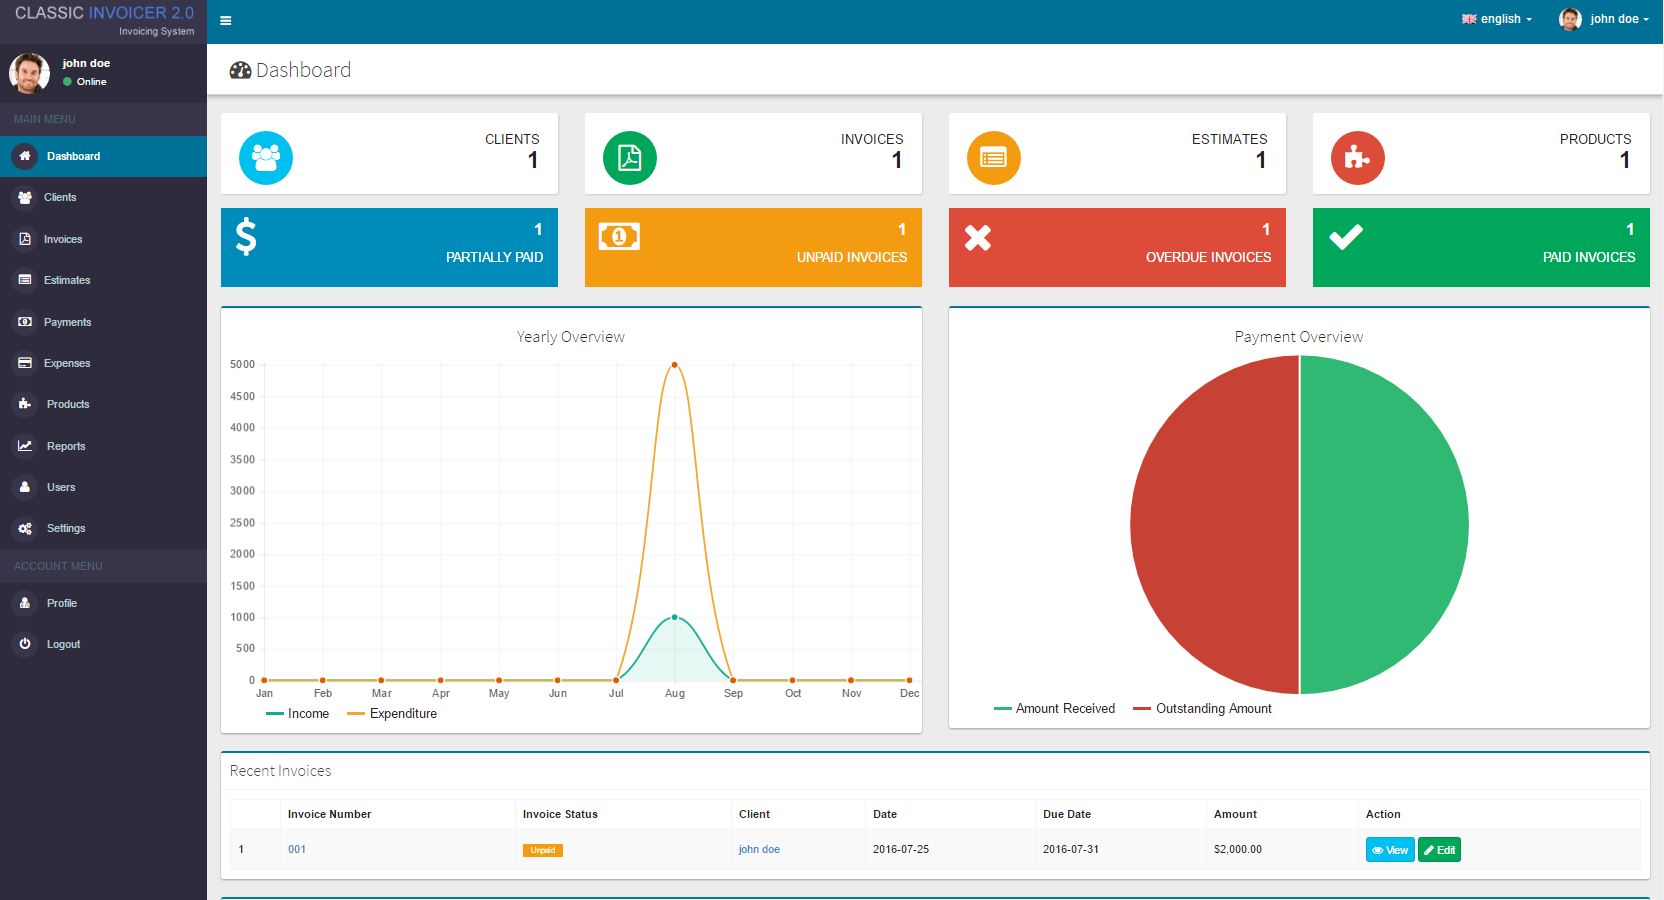 CLASSIC INVOICER 2.0
Invoicing System
english
john doe
john doe
Online
MAIN MENU
Dashboard
Clients
Invoices
Estimates
Payments
Expenses
Products
Reports
Users
Settings
ACCOUNT MENU
Profile
Logout
Dashboard
CLIENTS
1
INVOICES
1
ESTIMATES
1
PRODUCTS
1
1
PARTIALLY PAID
1
UNPAID INVOICES
1
OVERDUE INVOICES
1
PAID INVOICES
Yearly Overview
5000
4500
4000
3500
3000
2500
2000
1500
1000
500
0
Jan Feb Mar Apr May Jun Jul Aug Sep Oct Nov Dec
Income Expenditure
Payment Overview
Amount Received Outstanding Amount
Recent Invoices
Invoice Number Invoice Status Client Date Due Date Amount Action
1 001 Unpaid john doe 2016-07-25 2016-07-31 $2,000.00 View Edit